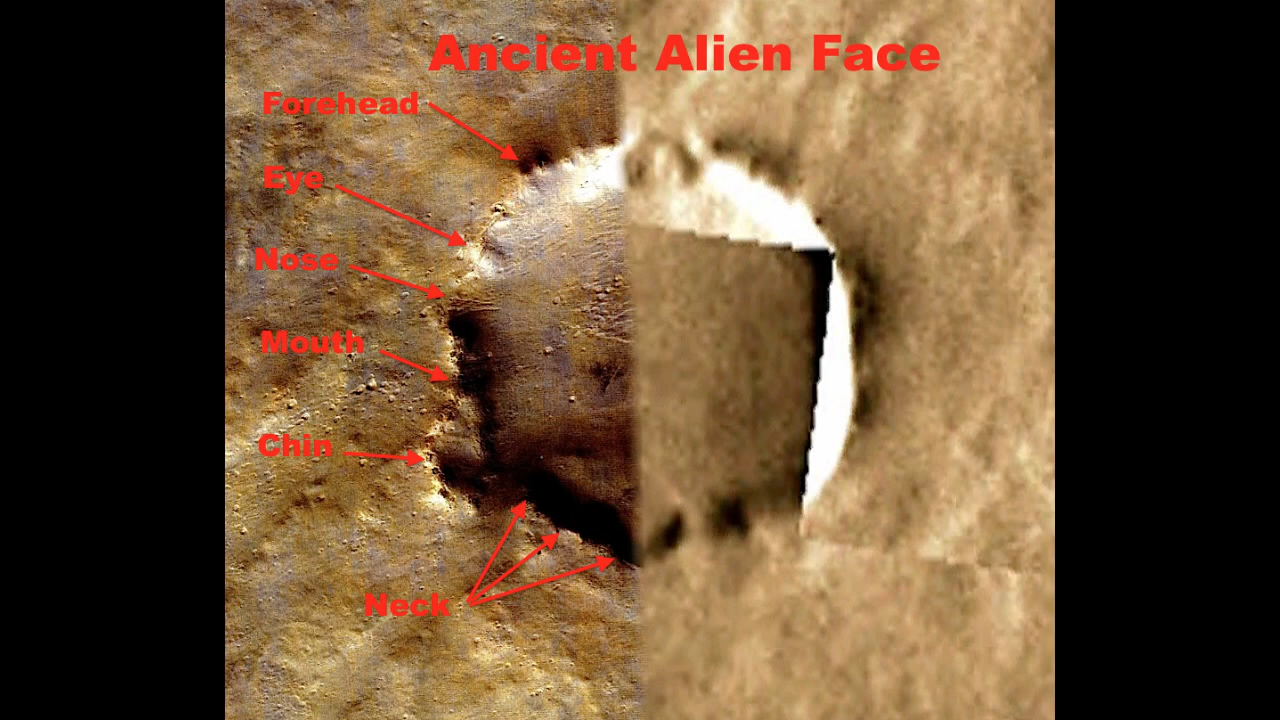 Ancient Alien Face
Forehead
Eye
Nose
Mouth
Chin
Neck